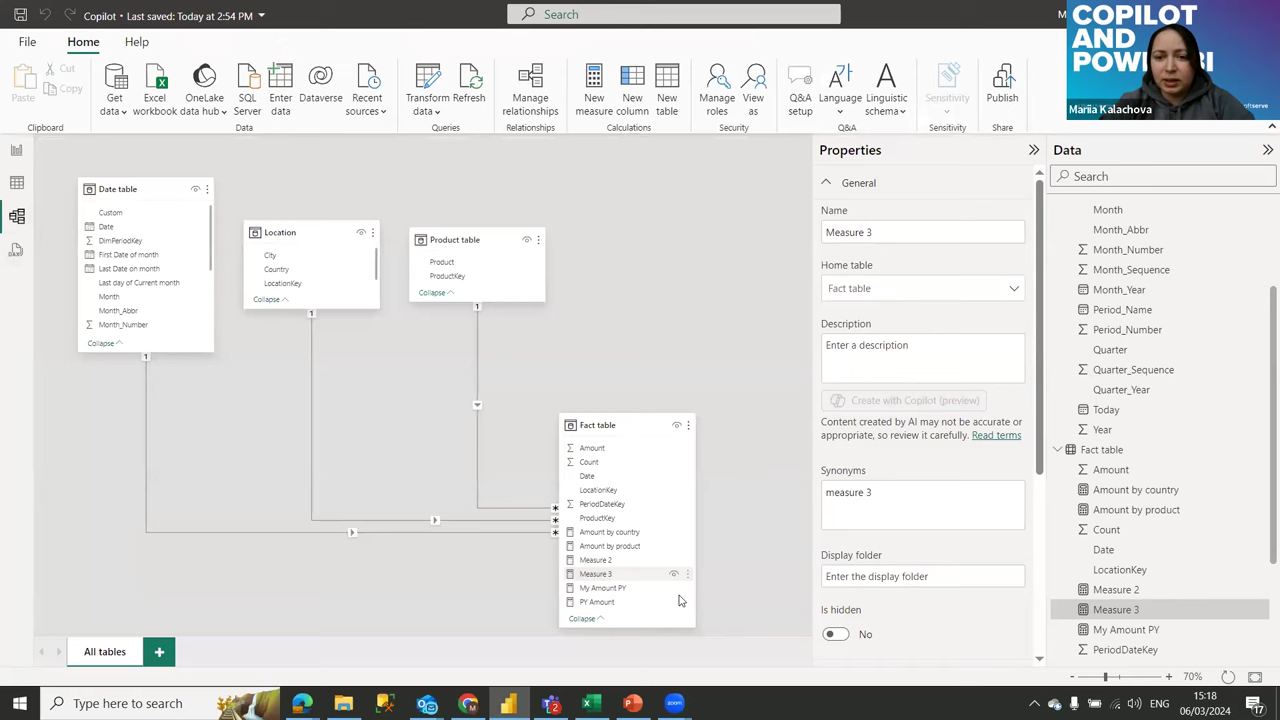 Custom • Last saved: Today at 2:54 PM
Search
COPILOT
AND
Mariia Kalachova
File
Home
Help
Paste
Cut
Copy
Clipboard
Get
data
Excel
workbook
OneLake
data hub
SQL
Server
Enter
data
Dataverse
Recent
sources
Data
Transform
data
Refresh
Queries
Manage
relationships
Relationships
New
measure
New
column
New
table
Calculations
Manage
roles
View
as
Security
Q&A
setup
Language
Linguistic
schema
Q&A
Sensitivity
Sensitivity
Publish
Share
Date table
Custom
Date
DimPeriodKey
First Date of month
Last Date on month
Last day of Current month
Month
Month_Abbr
Month_Number
Collapse
1
Location
City
Country
LocationKey
Collapse
1
Product table
Product
ProductKey
Collapse
1
Fact table
Amount
Count
Date
LocationKey
PeriodDateKey
ProductKey
Amount by country
Amount by product
Measure 2
Measure 3
My Amount PY
PY Amount
Collapse
Properties
General
Name
Measure 3
Home table
Fact table
Description
Enter a description
Create with Copilot (preview)
Content created by AI may not be accurate or
appropriate, so review it carefully. Read terms
Synonyms
measure 3
Display folder
Enter the display folder
Is hidden
No
Data
Search
Month
Month_Abbr
Month_Number
Month_Sequence
Month_Year
Period_Name
Period_Number
Quarter
Quarter_Sequence
Quarter_Year
Today
Year
Fact table
Amount
Amount by country
Amount by product
Count
Date
LocationKey
Measure 2
Measure 3
My Amount PY
PeriodDateKey
All tables
70%
Type here to search
ENG
15:18
06/03/2024